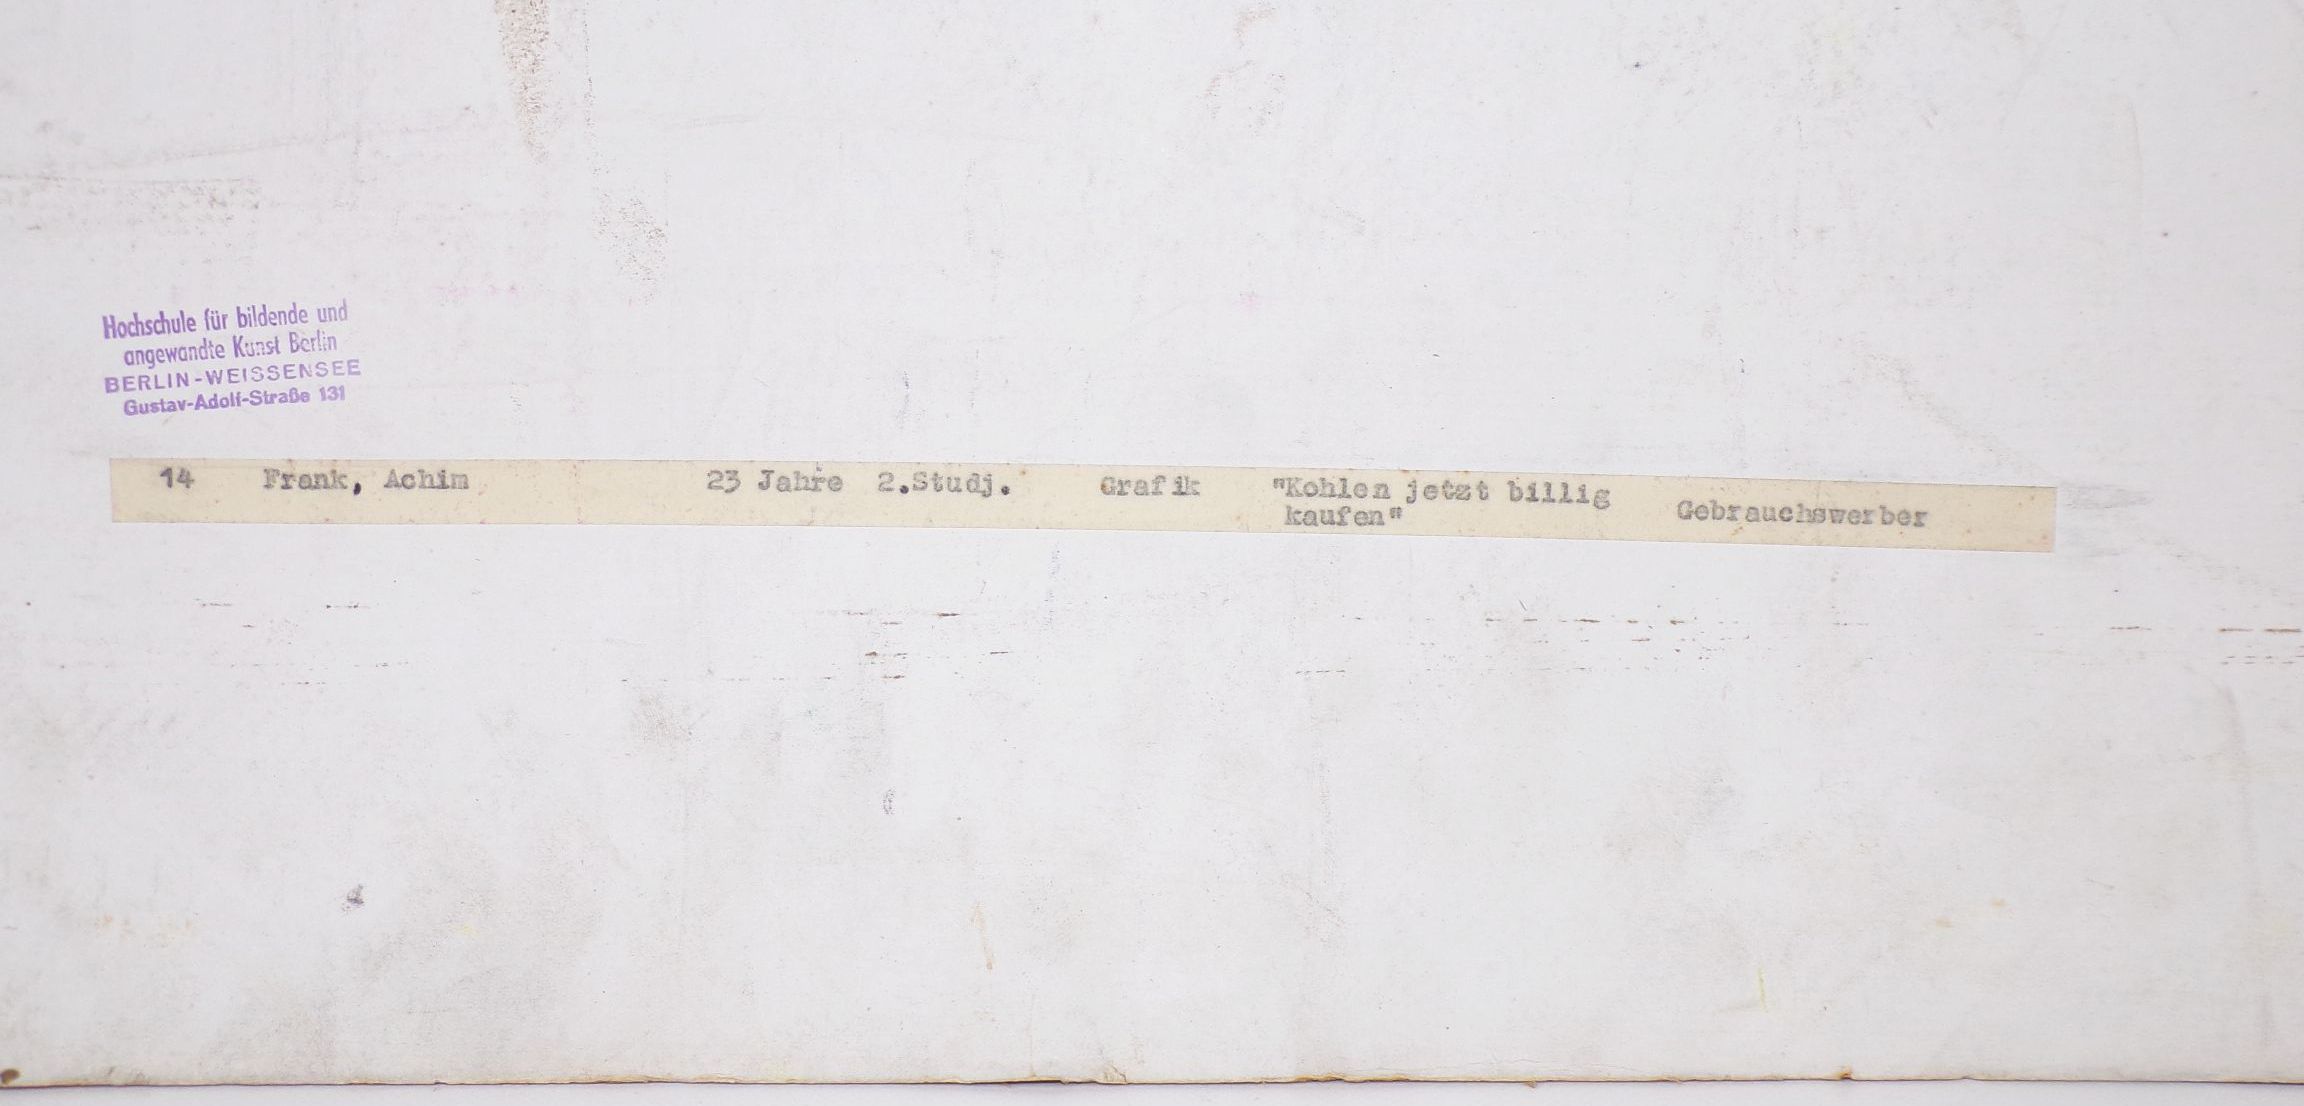 Hochschule für bildende und
angewandte Kunst Berlin
BERLIN-WEISSENSEE
Gustav-Adolf-Straße 131
14 Frank, Achim 23 Jahre 2.Studj. Grafik "Kohlen jetzt billig
kaufen" Gebrauchswerber